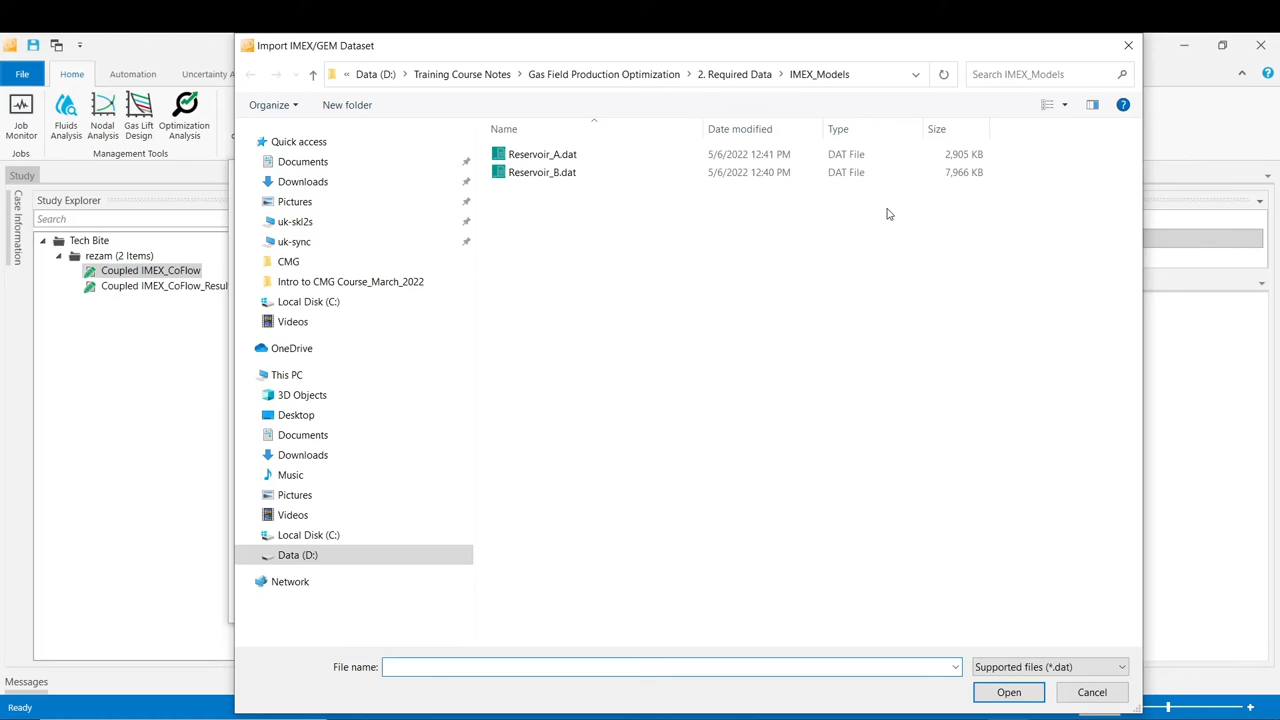 Import IMEX/GEM Dataset
« Data (D:) > Training Course Notes > Gas Field Production Optimization > 2. Required Data > IMEX_Models
Search IMEX_Models
File
Home
Automation
Uncertainty A
Organize
New folder
Job Monitor
Fluids Analysis
Nodal Analysis
Gas Lift Design
Optimization Analysis
Jobs
Management Tools
Study
Case Information
Study Explorer
Search
Tech Bite
rezam (2 Items)
Coupled IMEX_CoFlow
Coupled IMEX_CoFlow_Resul
Quick access
Documents
Downloads
Pictures
uk-skl2s
uk-sync
CMG
Intro to CMG Course_March_2022
Local Disk (C:)
Videos
OneDrive
This PC
3D Objects
Desktop
Documents
Downloads
Music
Pictures
Videos
Local Disk (C:)
Data (D:)
Network
Name Date modified Type Size
Reservoir_A.dat 5/6/2022 12:41 PM DAT File 2,905 KB
Reservoir_B.dat 5/6/2022 12:40 PM DAT File 7,966 KB
File name:
Supported files (*.dat)
Open
Cancel
Messages
Ready